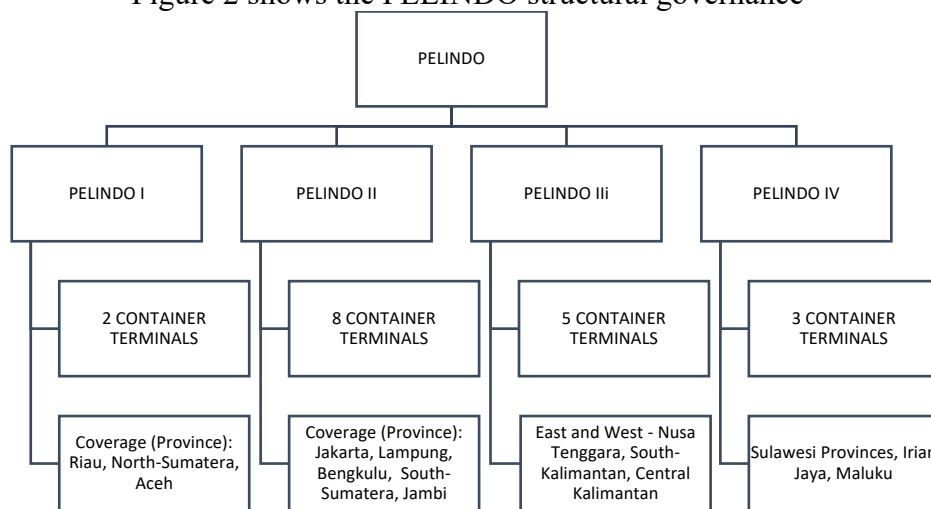 Figure 2 shows the PELINDO structural governance
PELINDO
PELINDO I
PELINDO II
PELINDO IIi
PELINDO IV
2 CONTAINER
TERMINALS
8 CONTAINER
TERMINALS
5 CONTAINER
TERMINALS
3 CONTAINER
TERMINALS
Coverage (Province):
Riau, North-Sumatera,
Aceh
Coverage (Province):
Jakarta, Lampung,
Bengkulu, South-
Sumatera, Jambi
East and West - Nusa
Tenggara, South-
Kalimantan, Central
Kalimantan
Sulawesi Provinces, Irian
Jaya, Maluku